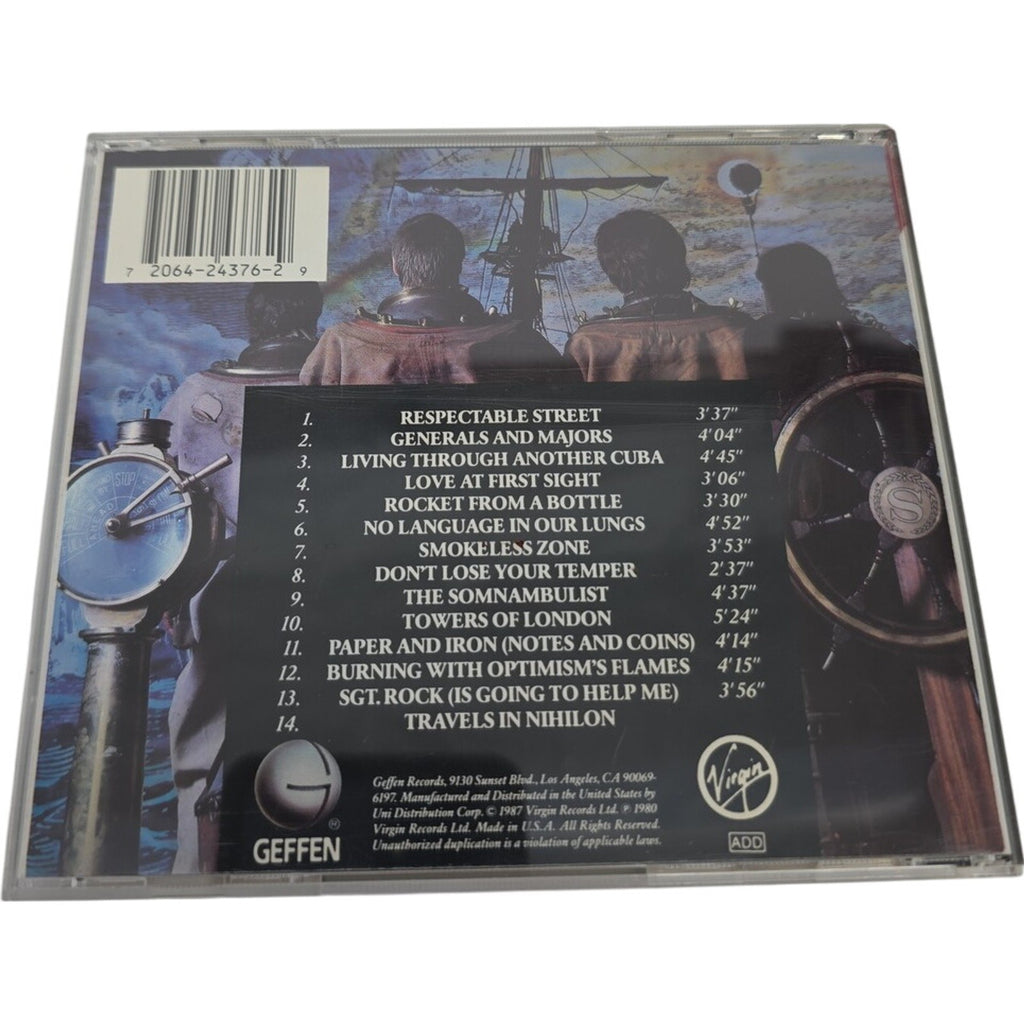 7 2064-24376-2 9
STOP
1. RESPECTABLE STREET 3'37"
2. GENERALS AND MAJORS 4'04"
3. LIVING THROUGH ANOTHER CUBA 4'45"
4. LOVE AT FIRST SIGHT 3'06"
5. ROCKET FROM A BOTTLE 3'30"
6. NO LANGUAGE IN OUR LUNGS 4'52"
7. SMOKELESS ZONE 3'53"
8. DON'T LOSE YOUR TEMPER 2'37"
9. THE SOMNAMBULIST 4'37"
10. TOWERS OF LONDON 5'24"
11. PAPER AND IRON (NOTES AND COINS) 4'14"
12. BURNING WITH OPTIMISM'S FLAMES 4'15"
13. SGT. ROCK (IS GOING TO HELP ME) 3'56"
14. TRAVELS IN NIHILON
S
G
GEFFEN ®
Geffen Records, 9130 Sunset Blvd., Los Angeles, CA 90069-
6197. Manufactured and Distributed in the United States by
Uni Distribution Corp. © 1987 Virgin Records Ltd. ℗ 1980
Virgin Records Ltd. Made in U.S.A. All Rights Reserved.
Unauthorized duplication is a violation of applicable laws.
Virgin
ADD